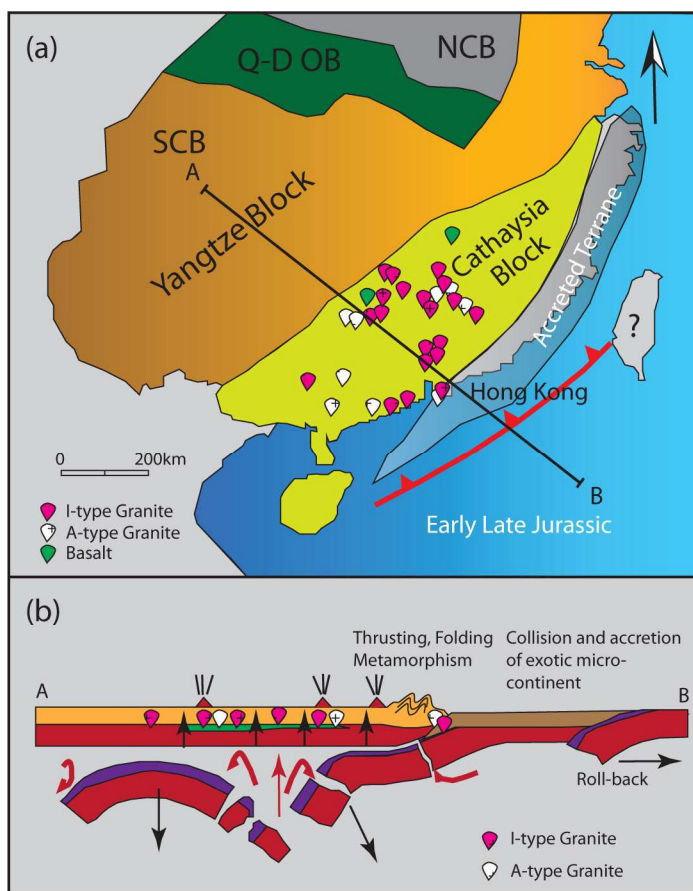 (a)
NCB
Q-D OB
SCB
A
Yangtze Block
Cathaysia
Block
Accreted Terrane
?
Hong Kong
0 200km
B
I-type Granite
A-type Granite
Basalt
Early Late Jurassic
(b)
Thrusting, Folding
Metamorphism
Collision and accretion
of exotic micro-
continent
A
B
Roll-back
I-type Granite
A-type Granite